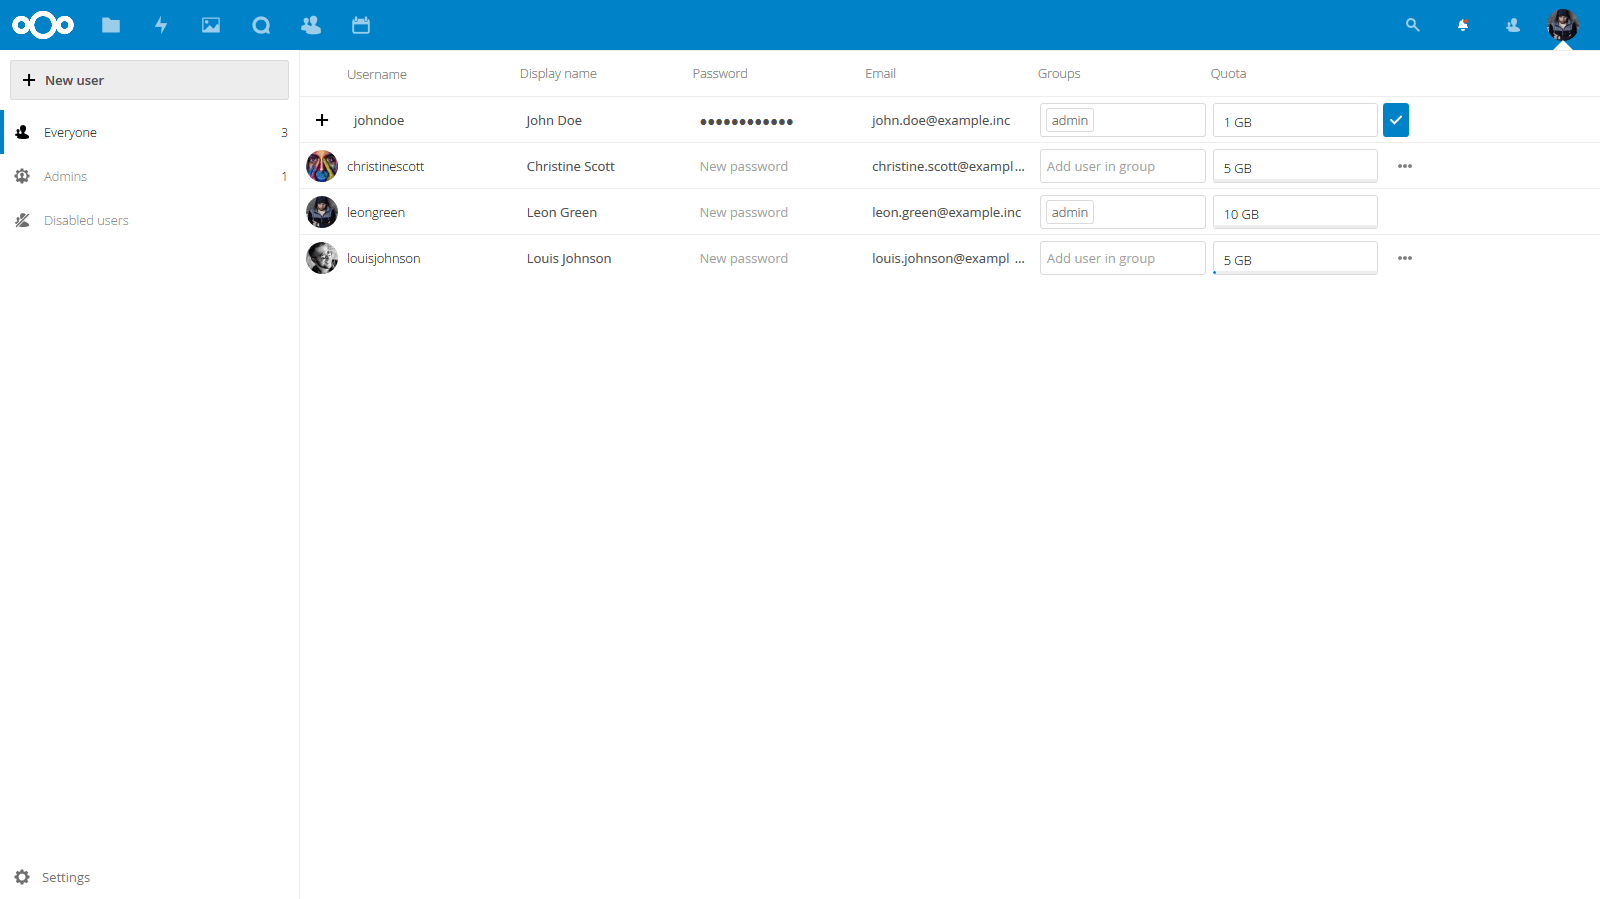 New user
Everyone 3
Admins 1
Disabled users
Settings
Username Display name Password Email Groups Quota
johndoe John Doe ●●●●●●●●●●●● john.doe@example.inc admin 1 GB
christinescott Christine Scott New password christine.scott@exampl... Add user in group 5 GB
leongreen Leon Green New password leon.green@example.inc admin 10 GB
louisjohnson Louis Johnson New password louis.johnson@exampl ... Add user in group 5 GB